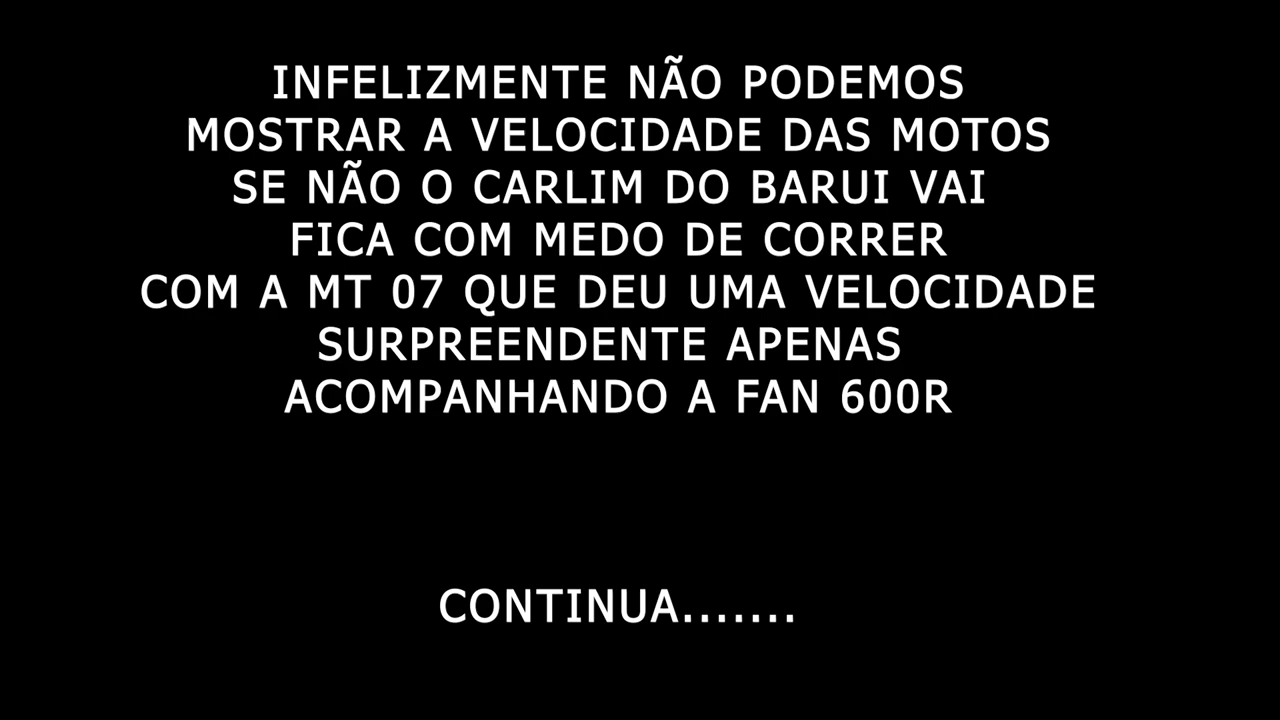 INFELIZMENTE NÃO PODEMOS
MOSTRAR A VELOCIDADE DAS MOTOS
SE NÃO O CARLIM DO BARUI VAI
FICA COM MEDO DE CORRER
COM A MT 07 QUE DEU UMA VELOCIDADE
SURPREENDENTE APENAS
ACOMPANHANDO A FAN 600R
CONTINUA.......